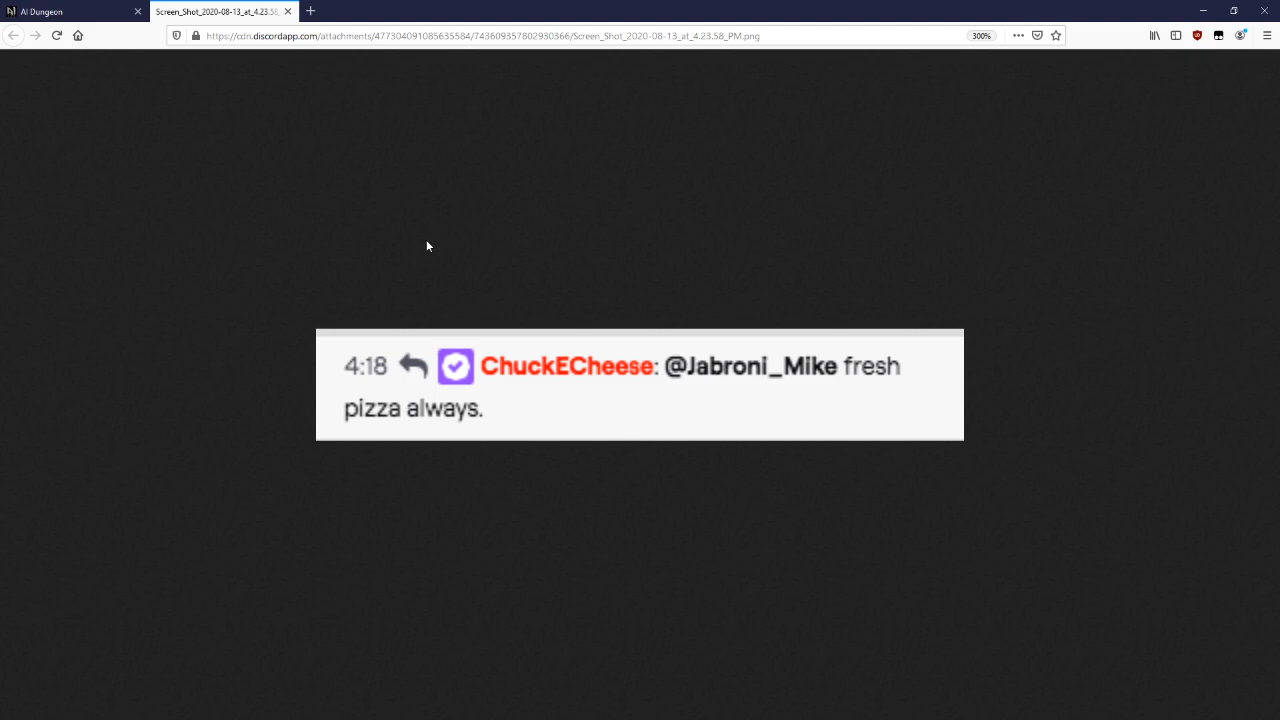 AI Dungeon
Screen_Shot_2020-08-13_at_4.23.58_
https://cdn.discordapp.com/attachments/477304091085635584/743609357802930366/Screen_Shot_2020-08-13_at_4.23.58_PM.png
300%
4:18 ChuckECheese: @Jabroni_Mike fresh
pizza always.